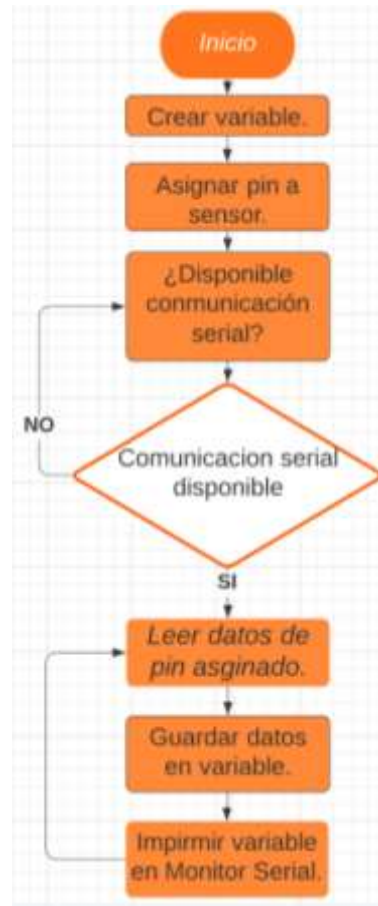 Inicio
Crear variable.
Asignar pin a
sensor.
¿Disponible
conmunicación
serial?
NO
Comunicacion serial
disponible
SI
Leer datos de
pin asginado.
Guardar datos
en variable.
Impirmir variable
en Monitor Serial.